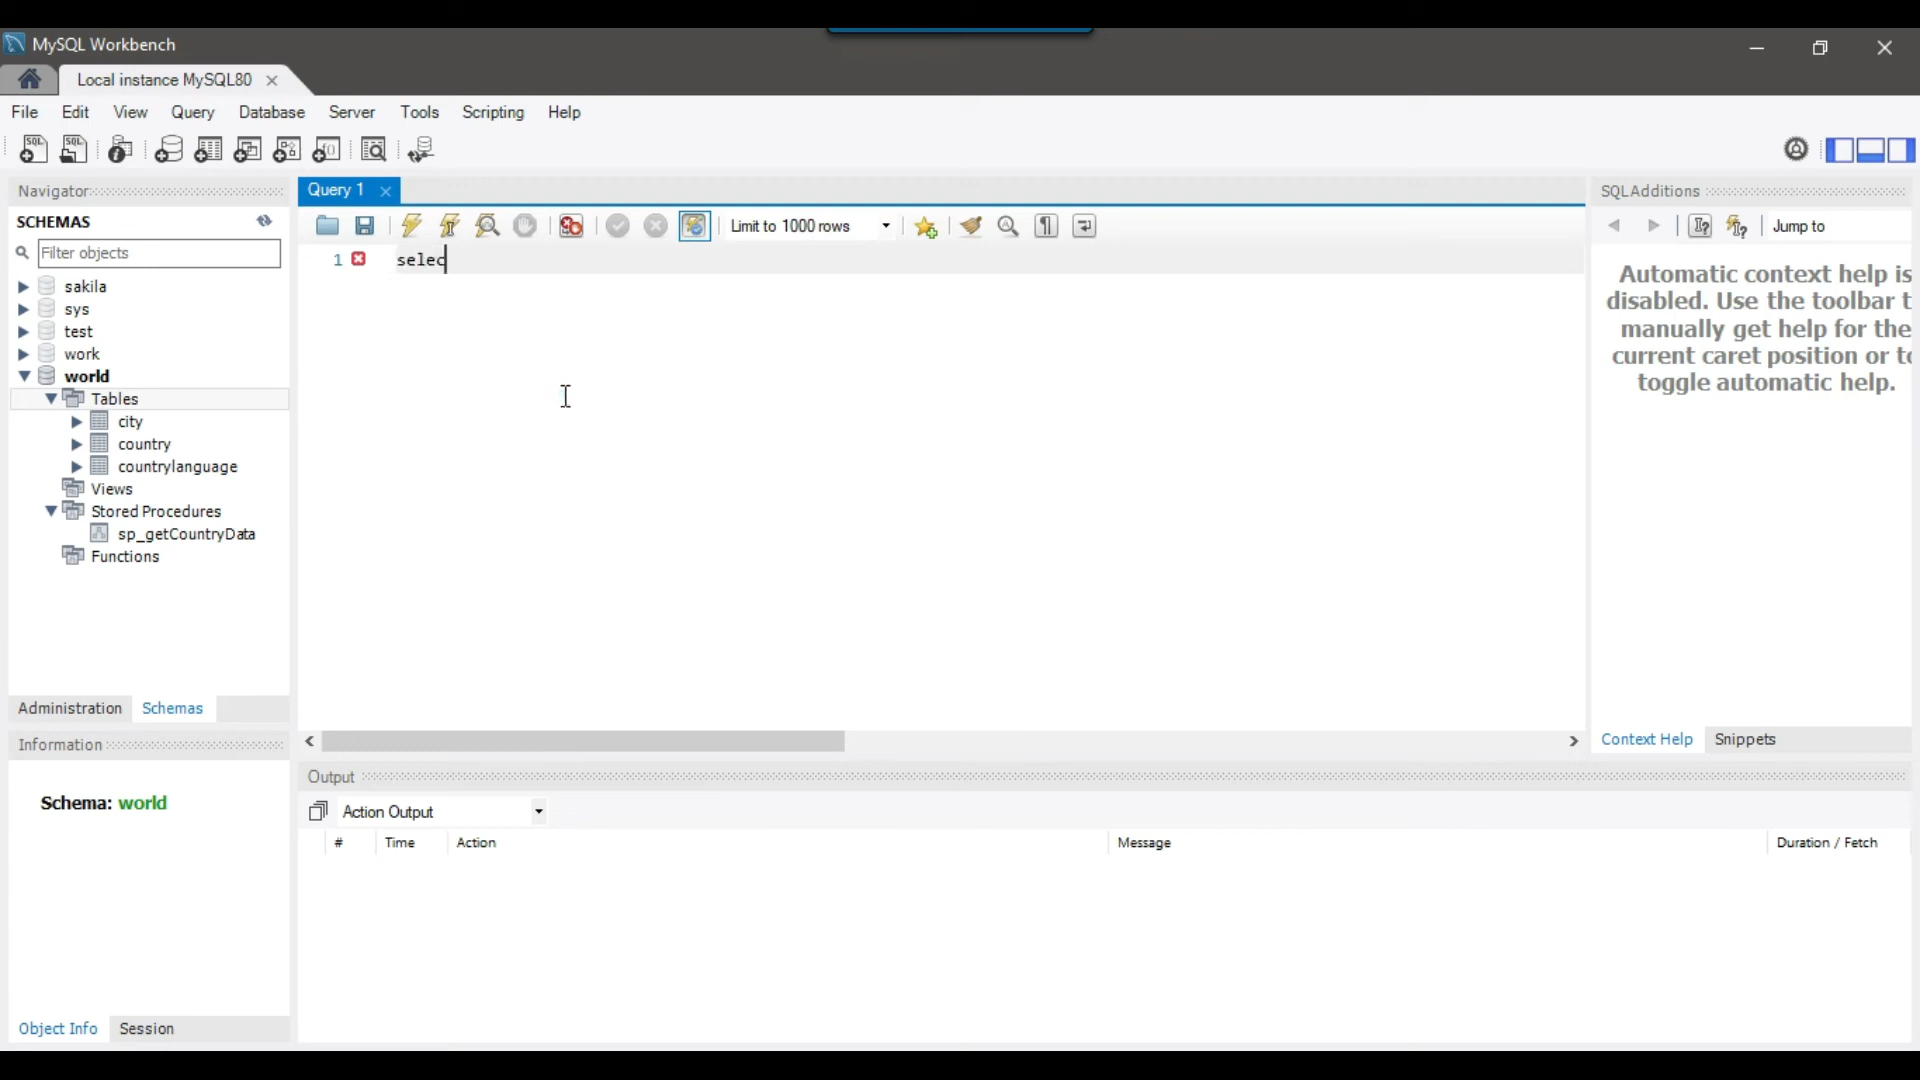 MySQL Workbench
Local instance MySQL80
File Edit View Query Database Server Tools Scripting Help
Navigator
SCHEMAS
Filter objects
sakila
sys
test
work
world
Tables
city
country
countrylanguage
Views
Stored Procedures
sp_getCountryData
Functions
Administration Schemas
Information
Schema: world
Object Info Session
Query 1
Limit to 1000 rows
1 selec
SQLAdditions
Jump to
Automatic context help is
disabled. Use the toolbar t
manually get help for the
current caret position or to
toggle automatic help.
Context Help Snippets
Output
Action Output
# Time Action Message Duration / Fetch